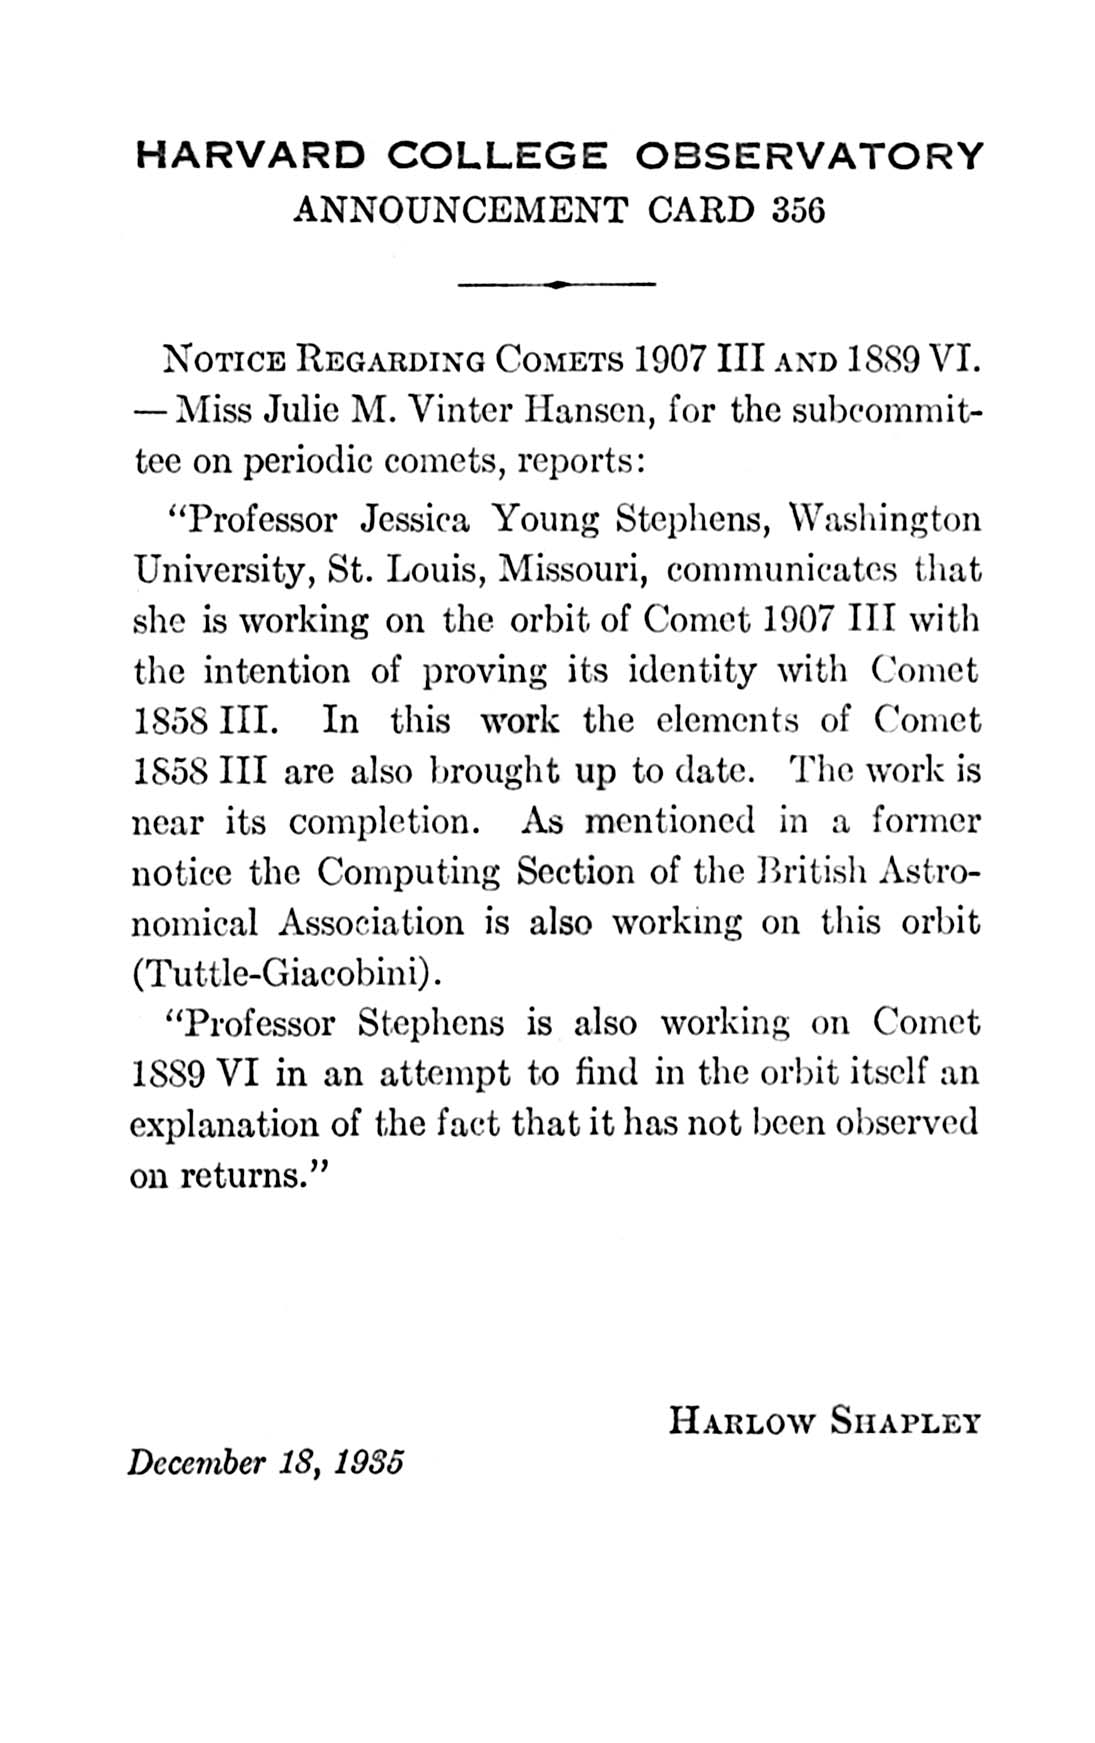 HARVARD COLLEGE OBSERVATORY
ANNOUNCEMENT CARD 356
NOTICE REGARDING COMETS 1907 III AND 1889 VI.
— Miss Julie M. Vinter Hansen, for the subcommit-
tee on periodic comets, reports:
“Professor Jessica Young Stephens, Washington
University, St. Louis, Missouri, communicates that
she is working on the orbit of Comet 1907 III with
the intention of proving its identity with Comet
1858 III. In this work the elements of Comet
1858 III are also brought up to date. The work is
near its completion. As mentioned in a former
notice the Computing Section of the British Astro-
nomical Association is also working on this orbit
(Tuttle-Giacobini).
“Professor Stephens is also working on Comet
1889 VI in an attempt to find in the orbit itself an
explanation of the fact that it has not been observed
on returns.”
HARLOW SHAPLEY
December 18, 1935